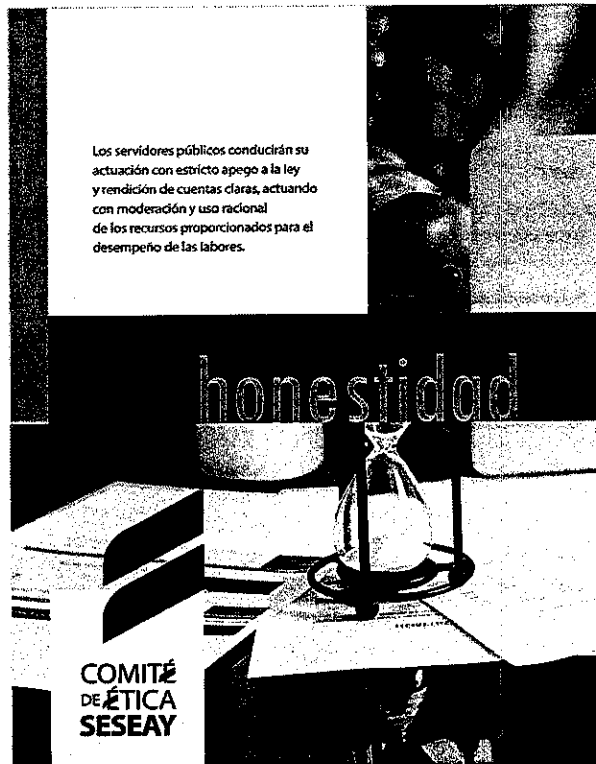 Los servidores públicos conducirán su
actuación con estricto apego a la ley
y rendición de cuentas claras, actuando
con moderación y uso racional
de los recursos proporcionados para el
desempeño de las labores.
honestidad
COMITÉ
DE ÉTICA
SESEAY